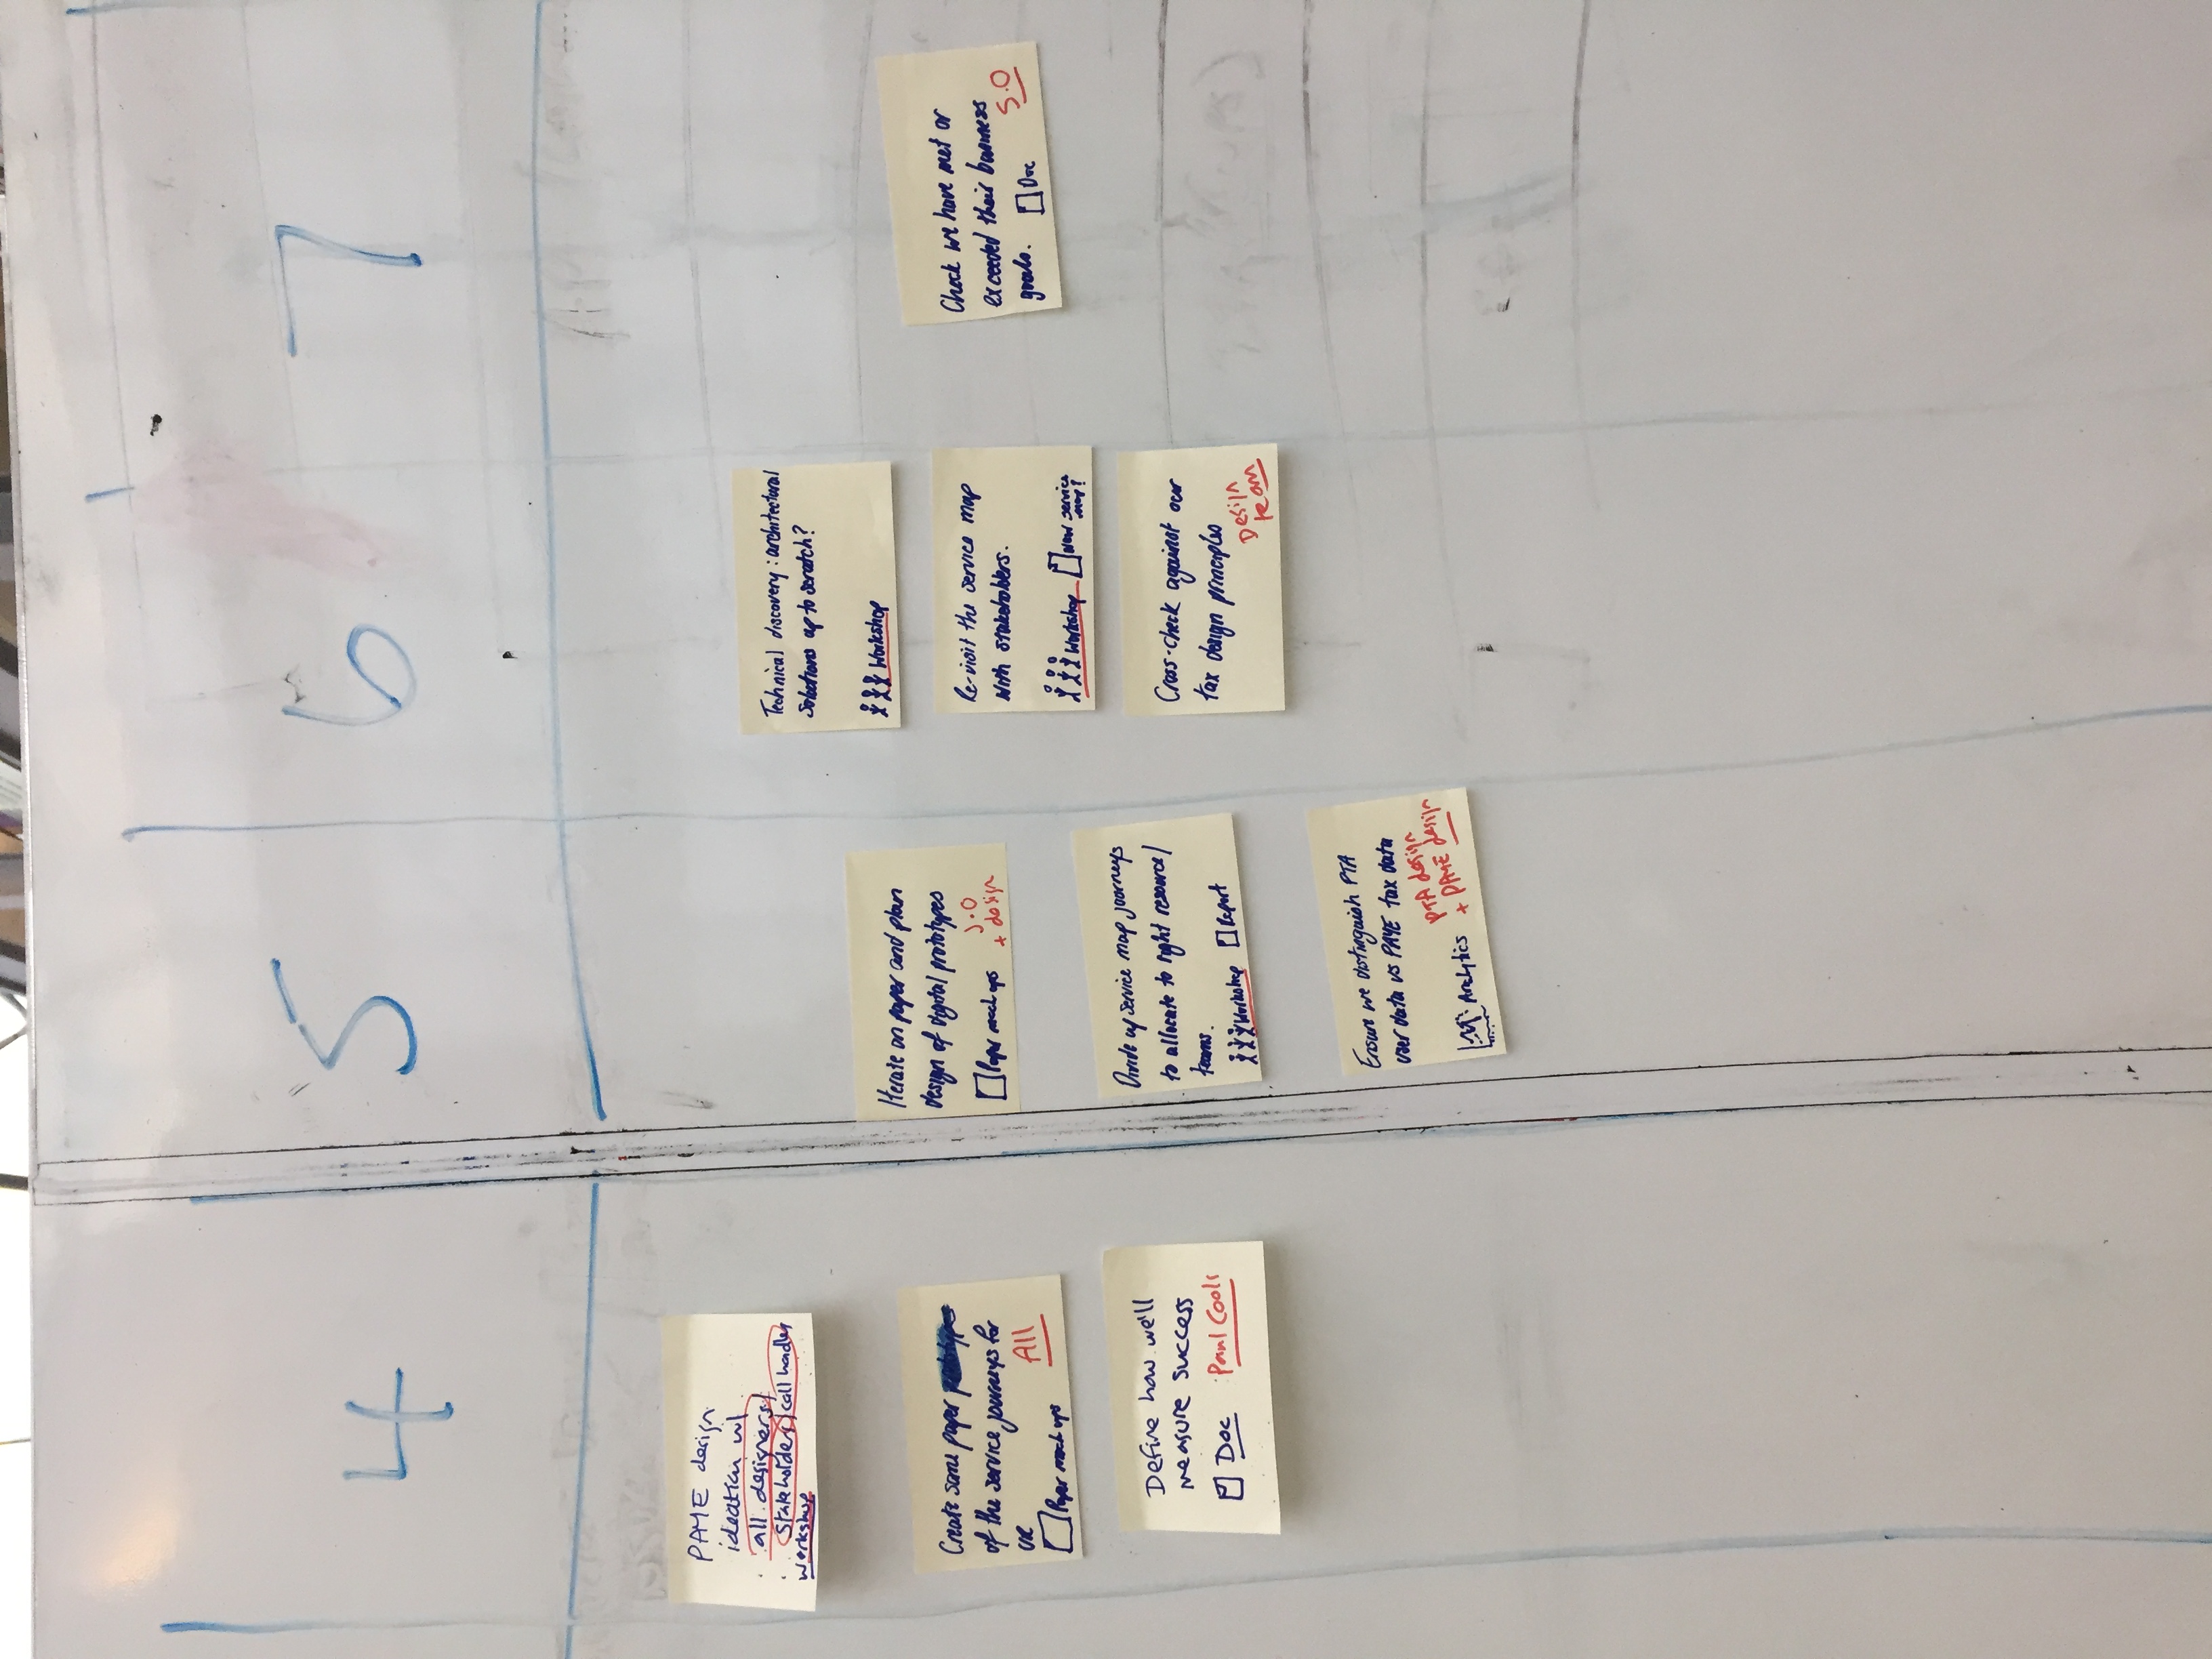 4
5
6
7
PAYE design
ideation w/
all designers/
stakeholders/call handlers
workshop
Create some paper
of the service journeys for
UR
All
Paper mock ups
Define how we'll
measure success
Doc
Paul
Iterate on paper and plan
design of digital prototypes
Paper mock ups
+ design
Divide up service map journeys
to allocate to right resource/
teams.
Workshop Report
Ensure we distinguish PTA
user data vs PAYE tax data
PTA design
+ PAYE design
Analytics
Technical discovery: architectural
solutions up to scratch?
Workshop
Re-visit the service map
with stakeholders.
Workshop New service
map?
Cross-check against our
tax design principles
Design
team
Check we have met or
exceeded their business
goals. Doc
S.O